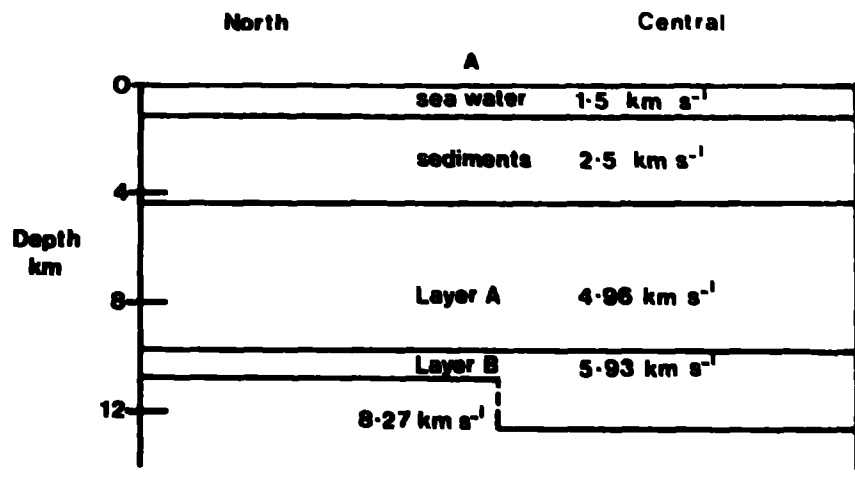 North Central
A
0
sea water 1·5 km s⁻¹
sediments 2·5 km s⁻¹
4
Depth
km
Layer A 4·96 km s⁻¹
8
Layer B 5·93 km s⁻¹
12
8·27 km s⁻¹